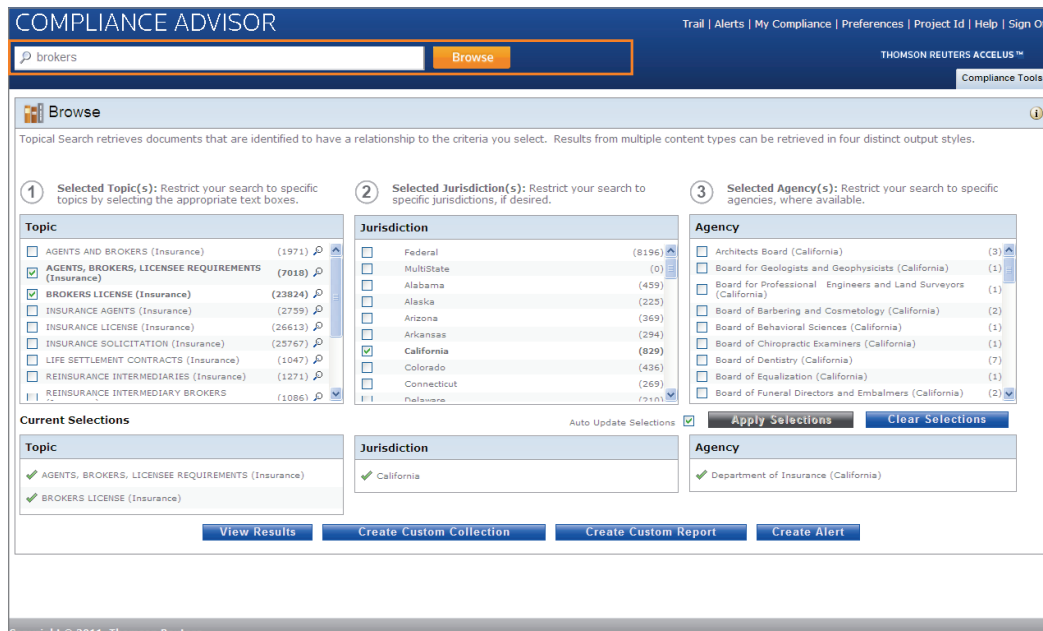 COMPLIANCE ADVISOR
Trail | Alerts | My Compliance | Preferences | Project Id | Help | Sign O
brokers
Browse
THOMSON REUTERS ACCELUS™
Compliance Tools
Browse
Topical Search retrieves documents that are identified to have a relationship to the criteria you select. Results from multiple content types can be retrieved in four distinct output styles.
1 Selected Topic(s): Restrict your search to specific
topics by selecting the appropriate text boxes.
2 Selected Jurisdiction(s): Restrict your search to
specific jurisdictions, if desired.
3 Selected Agency(s): Restrict your search to specific
agencies, where available.
Topic
AGENTS AND BROKERS (Insurance) (1971)
AGENTS, BROKERS, LICENSEE REQUIREMENTS
(Insurance) (7018)
BROKERS LICENSE (Insurance) (23824)
INSURANCE AGENTS (Insurance) (2759)
INSURANCE LICENSE (Insurance) (26613)
INSURANCE SOLICITATION (Insurance) (25767)
LIFE SETTLEMENT CONTRACTS (Insurance) (1047)
REINSURANCE INTERMEDIARIES (Insurance) (1271)
REINSURANCE INTERMEDIARY BROKERS (1086)
Jurisdiction
Federal (8196)
MultiState (0)
Alabama (459)
Alaska (225)
Arizona (369)
Arkansas (294)
California (829)
Colorado (436)
Connecticut (269)
Delaware (210)
Agency
Architects Board (California) (3)
Board for Geologists and Geophysicists (California) (1)
Board for Professional Engineers and Land Surveyors
(California) (1)
Board of Barbering and Cosmetology (California) (2)
Board of Behavioral Sciences (California) (1)
Board of Chiropractic Examiners (California) (1)
Board of Dentistry (California) (7)
Board of Equalization (California) (1)
Board of Funeral Directors and Embalmers (California) (2)
Current Selections
Auto Update Selections
Apply Selections
Clear Selections
Topic
AGENTS, BROKERS, LICENSEE REQUIREMENTS (Insurance)
BROKERS LICENSE (Insurance)
Jurisdiction
California
Agency
Department of Insurance (California)
View Results
Create Custom Collection
Create Custom Report
Create Alert